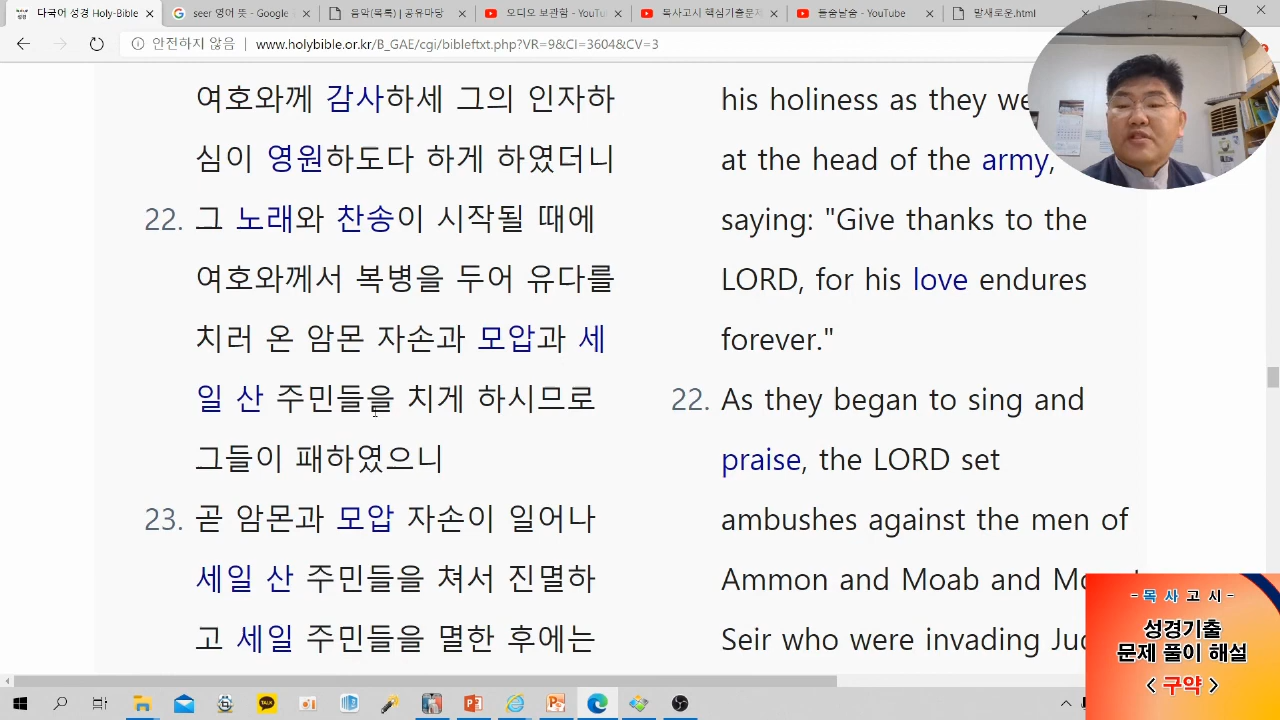 다국어 성경 Holy-Bible
seer 영어 뜻 - Google
음악(목록) | 공유마당
오디오 보관함 - YouTu
목사고시 핵심기출문제
들숨날숨 - YouTube
말새로운.html
안전하지 않음
www.holybible.or.kr/B_GAE/cgi/bibleftxt.php?VR=9&CI=3604&CV=3
여호와께 감사하세 그의 인자하
심이 영원하도다 하게 하였더니
22. 그 노래와 찬송이 시작될 때에
여호와께서 복병을 두어 유다를
치러 온 암몬 자손과 모압과 세
일 산 주민들을 치게 하시므로
그들이 패하였으니
23. 곧 암몬과 모압 자손이 일어나
세일 산 주민들을 쳐서 진멸하
고 세일 주민들을 멸한 후에는
his holiness as they we
at the head of the army,
saying: "Give thanks to the
LORD, for his love endures
forever."
22. As they began to sing and
praise, the LORD set
ambushes against the men of
Ammon and Moab and Mo
Seir who were invading Jud
- 목사고시 -
성경기출
문제 풀이 해설
< 구약 >